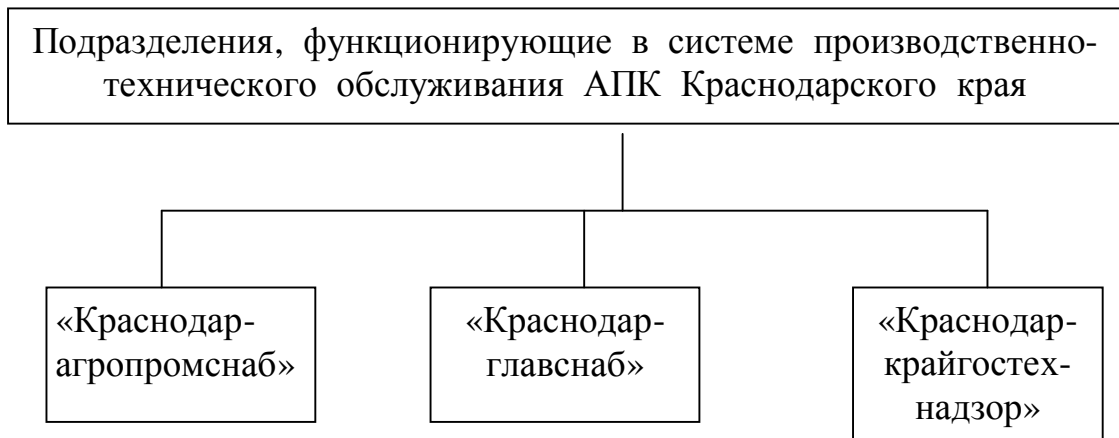 Подразделения, функционирующие в системе производственно-
технического обслуживания АПК Краснодарского края
«Краснодар-
агропромснаб»
«Краснодар-
главснаб»
«Краснодар-
крайгостех-
надзор»